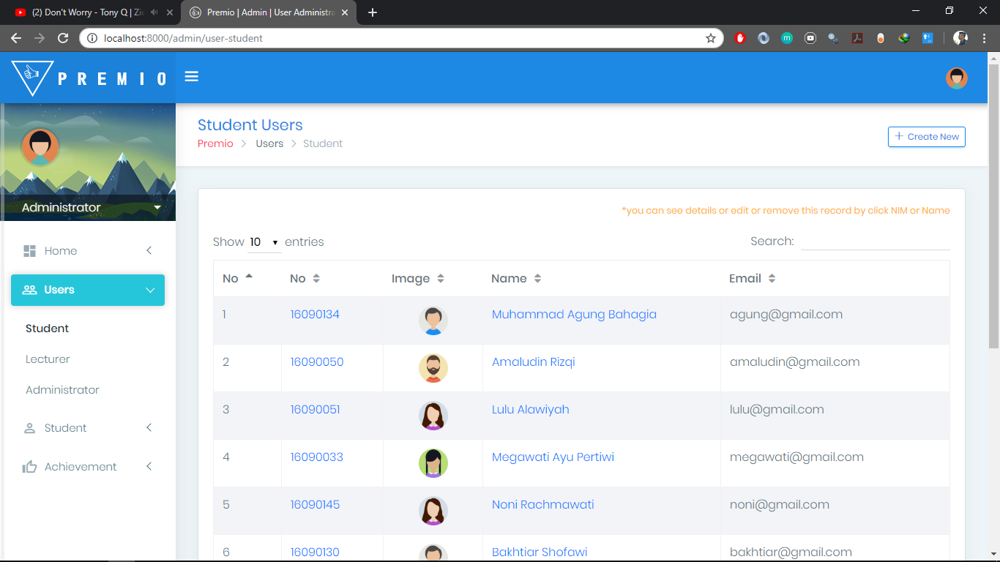 (2) Don't Worry - Tony Q | Zie
Premio | Admin | User Administra
localhost:8000/admin/user-student
PREMIO
Student Users
Premio > Users > Student
+ Create New
Administrator
Home
Users
Student
Lecturer
Administrator
Student
Achievement
*you can see details or edit or remove this record by click NIM or Name
Show 10 entries
Search:
No No Image Name Email
1 16090134 Muhammad Agung Bahagia agung@gmail.com
2 16090050 Amaludin Rizqi amaludin@gmail.com
3 16090051 Lulu Alawiyah lulu@gmail.com
4 16090033 Megawati Ayu Pertiwi megawati@gmail.com
5 16090145 Noni Rachmawati noni@gmail.com
6 16090130 Bakhtiar Shofawi bakhtiar@gmail.com